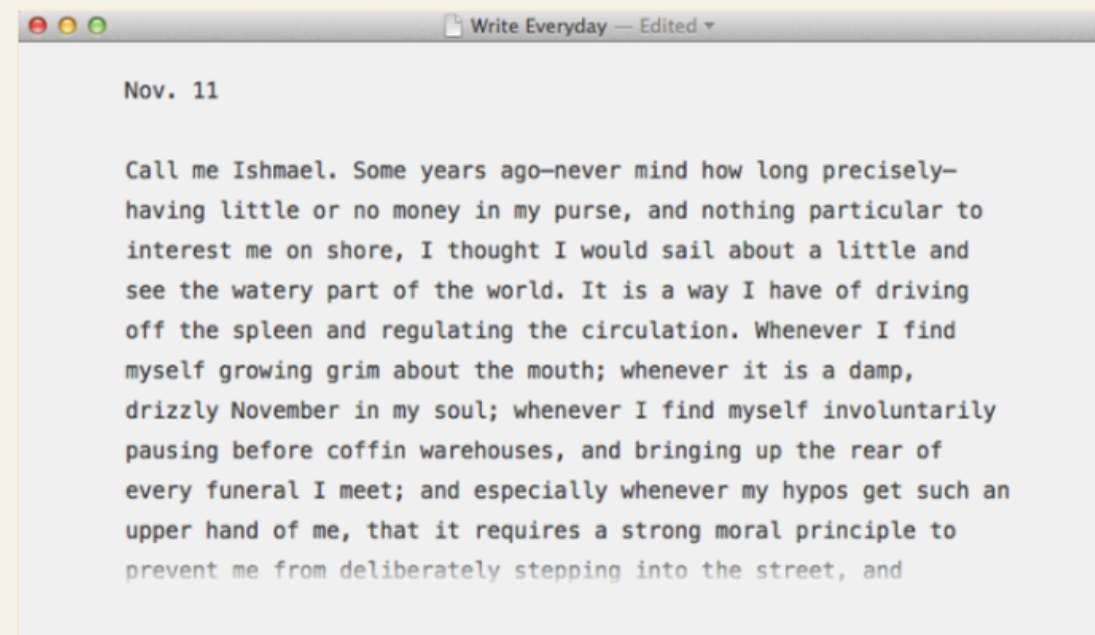 Write Everyday — Edited
Nov. 11
Call me Ishmael. Some years ago—never mind how long precisely—
having little or no money in my purse, and nothing particular to
interest me on shore, I thought I would sail about a little and
see the watery part of the world. It is a way I have of driving
off the spleen and regulating the circulation. Whenever I find
myself growing grim about the mouth; whenever it is a damp,
drizzly November in my soul; whenever I find myself involuntarily
pausing before coffin warehouses, and bringing up the rear of
every funeral I meet; and especially whenever my hypos get such an
upper hand of me, that it requires a strong moral principle to
prevent me from deliberately stepping into the street, and